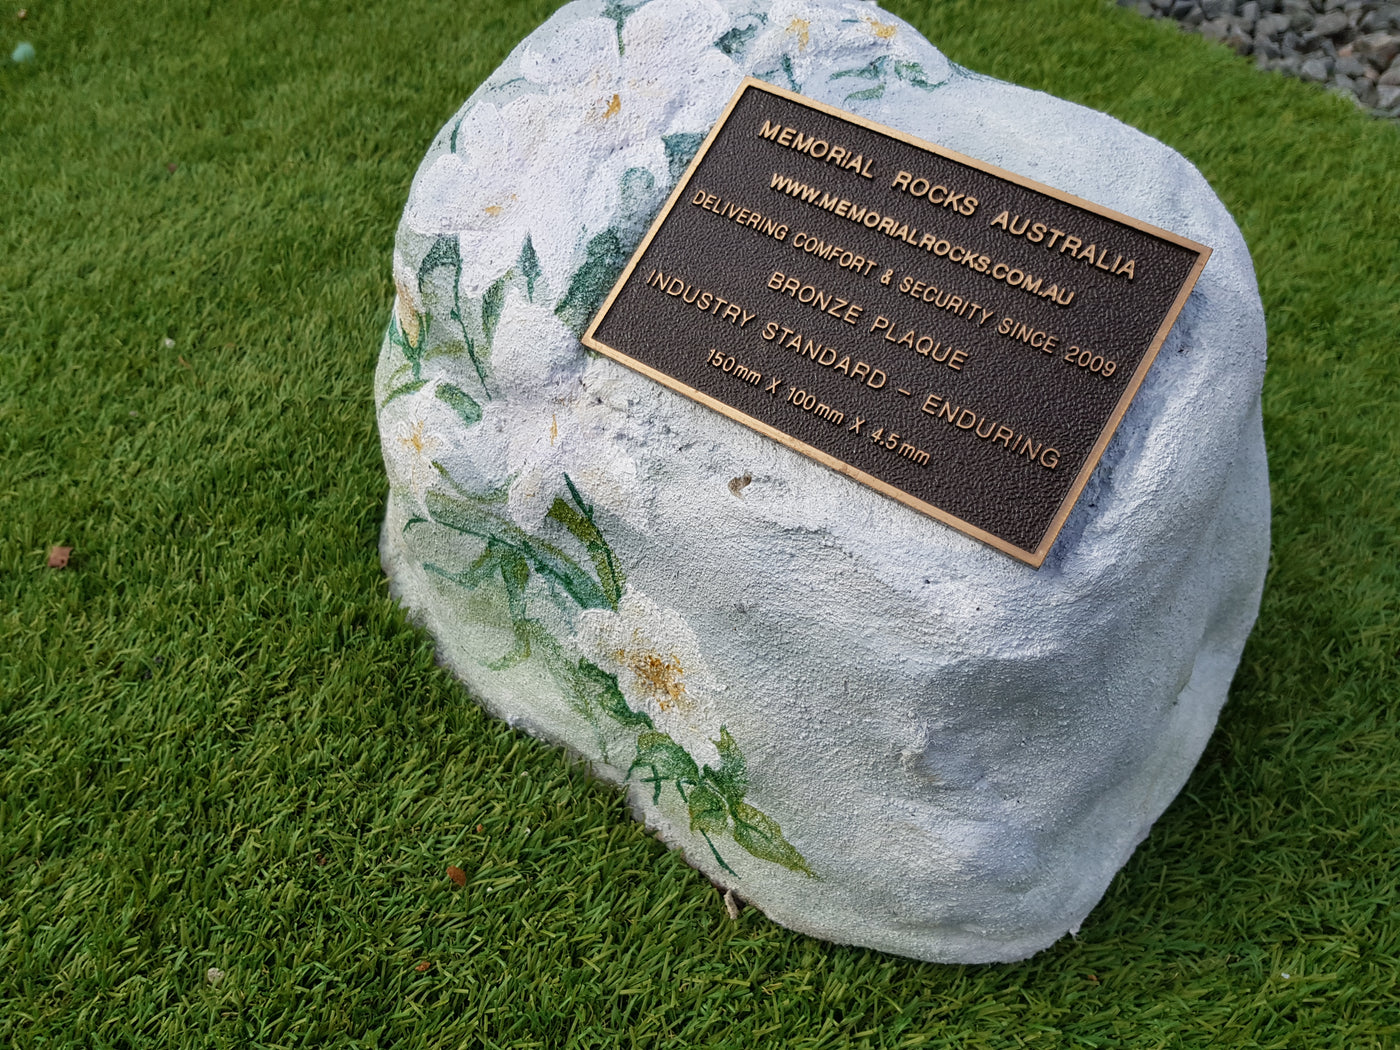 MEMORIAL ROCKS AUSTRALIA
WWW.MEMORIALROCKS.COM.AU
DELIVERING COMFORT & SECURITY SINCE 2009
BRONZE PLAQUE
INDUSTRY STANDARD – ENDURING
150mm X 100mm X 4.5mm